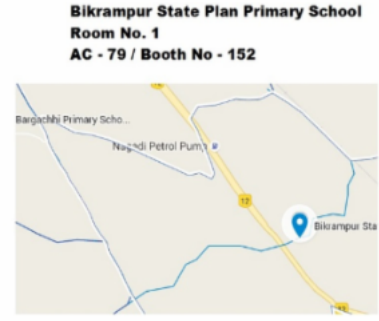 Bikrampur State Plan Primary School
Room No. 1
AC - 79 / Booth No - 152
Bargachhi Primary Scho...
Nagadi Petrol Pump
12
Bikrampur Sta